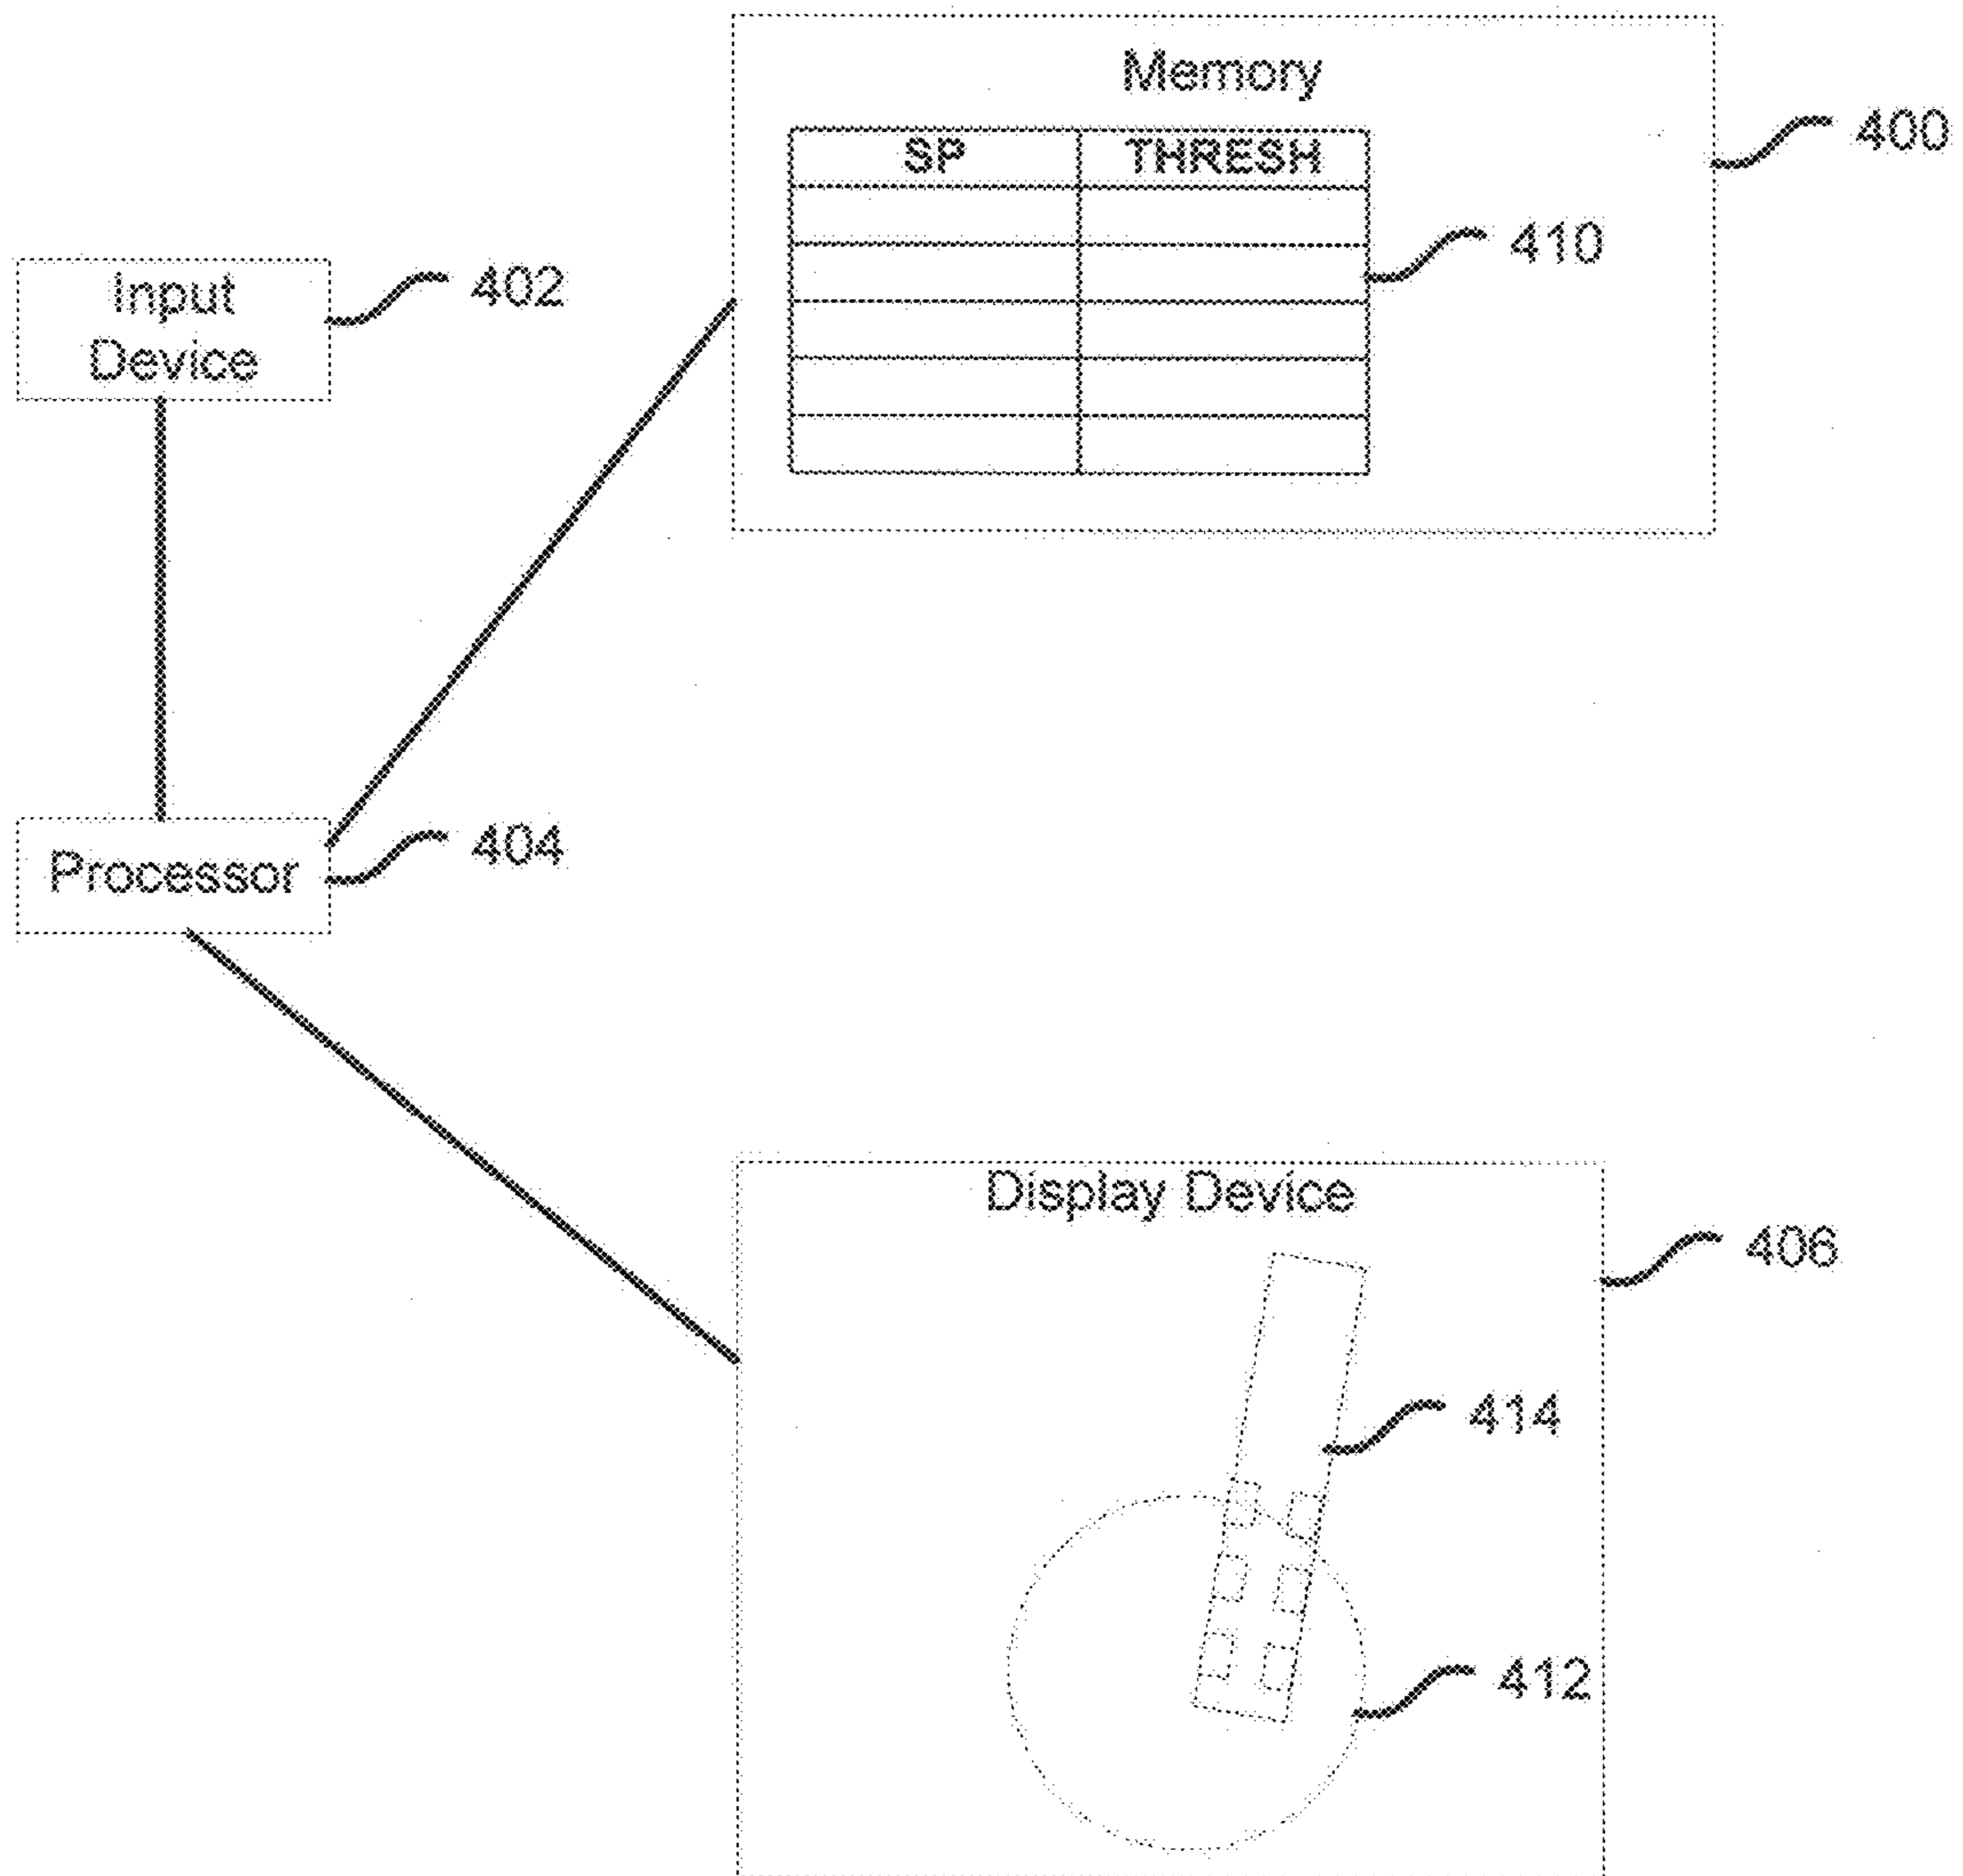 Memory
400
SP THRESH
410
Input
Device
402
Processor
404
Display Device
406
414
412